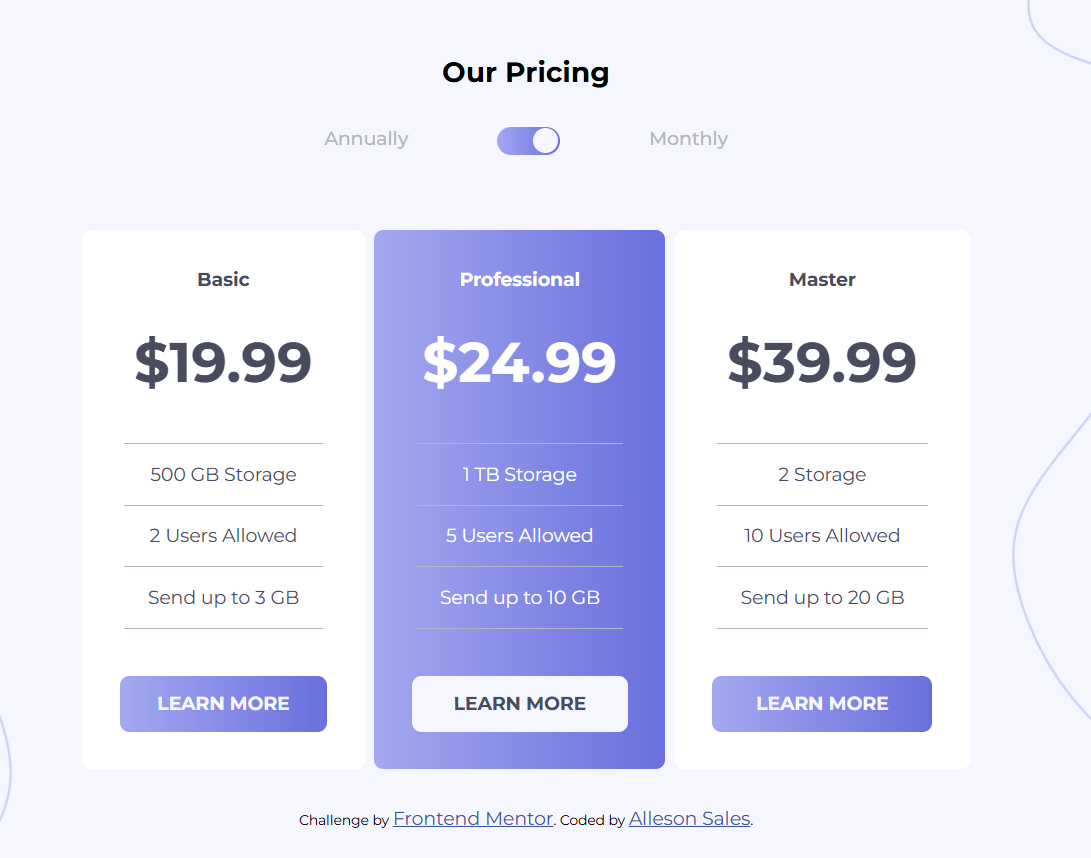 Our Pricing
Annually
Monthly
Basic
$19.99
500 GB Storage
2 Users Allowed
Send up to 3 GB
LEARN MORE
Professional
$24.99
1 TB Storage
5 Users Allowed
Send up to 10 GB
LEARN MORE
Master
$39.99
2 Storage
10 Users Allowed
Send up to 20 GB
LEARN MORE
Challenge by Frontend Mentor. Coded by Alleson Sales.